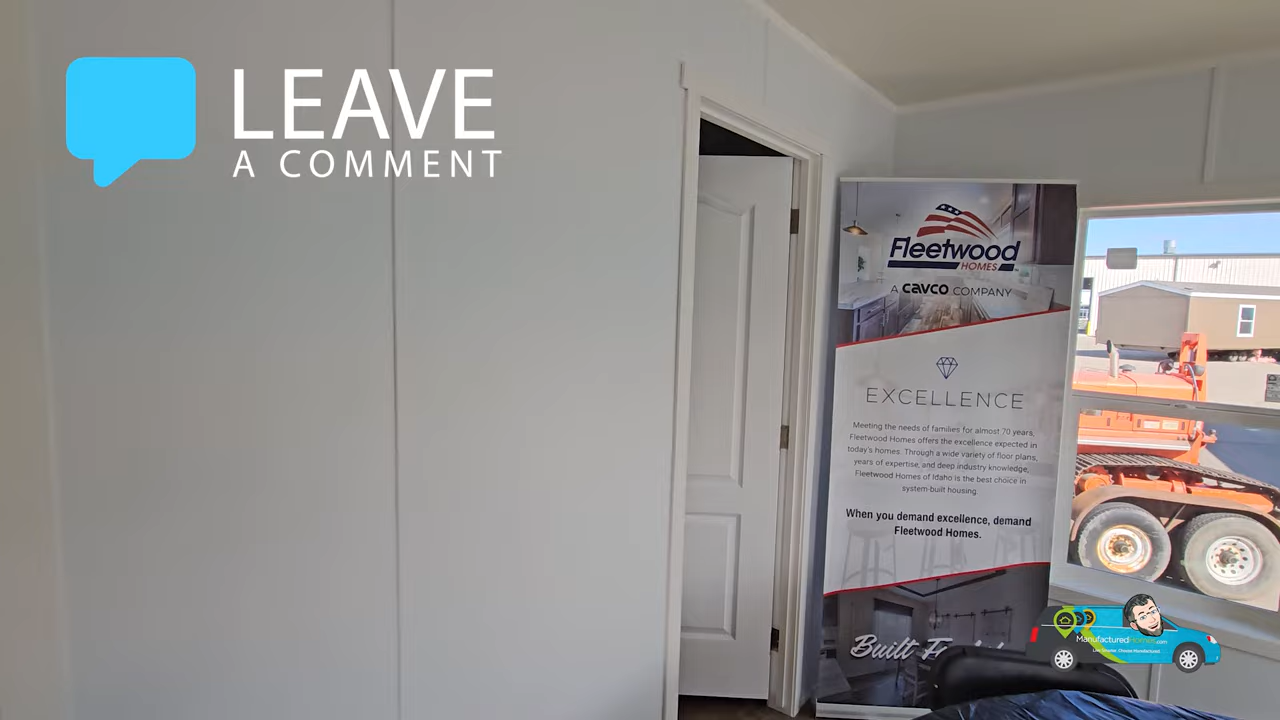 LEAVE
A COMMENT
Fleetwood
HOMES
A CAVCO COMPANY
EXCELLENCE
Meeting the needs of families for almost 70 years,
Fleetwood Homes offers the excellence expected in
today's homes. Through a wide variety of floor plans,
years of expertise, and deep industry knowledge,
Fleetwood Homes of Idaho is the best choice in
system-built housing.
When you demand excellence, demand
Fleetwood Homes.
Built
ManufacturedHomes.com